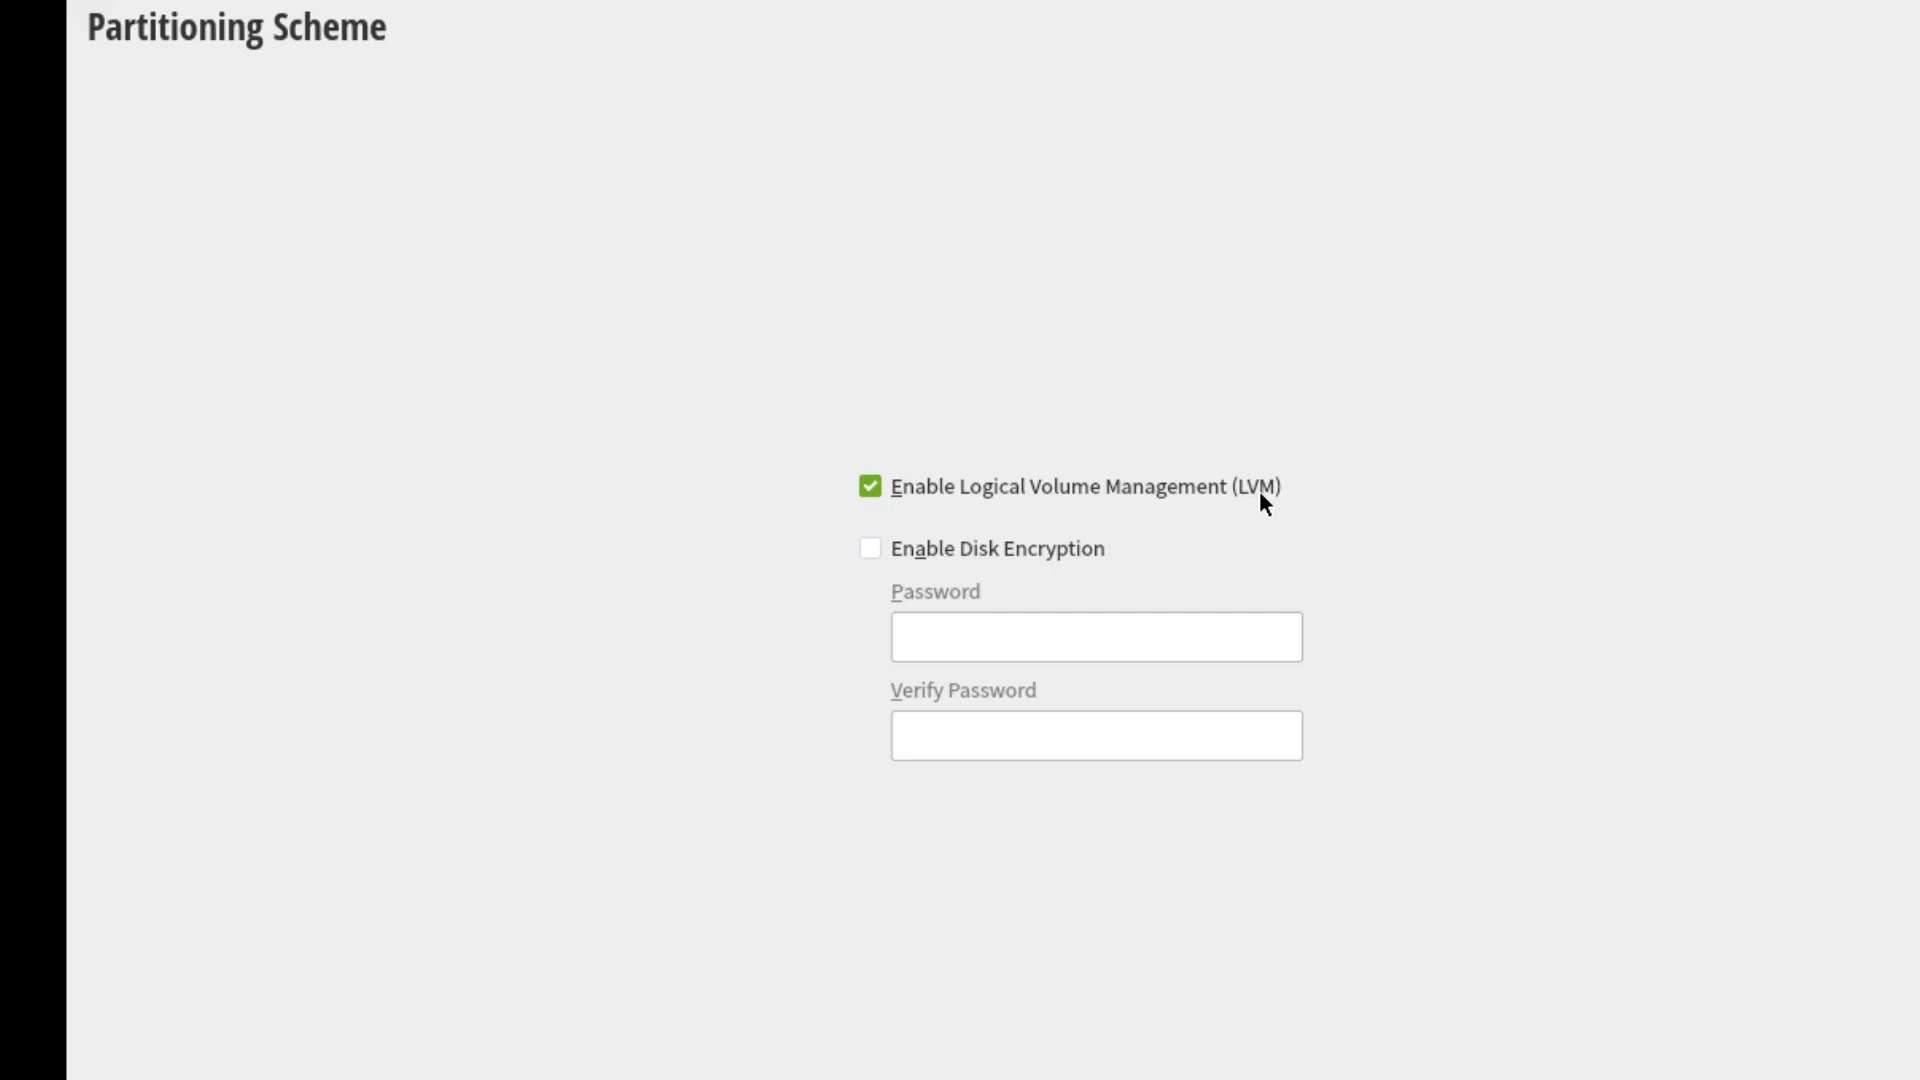 Partitioning Scheme
Enable Logical Volume Management (LVM)
Enable Disk Encryption
Password
Verify Password